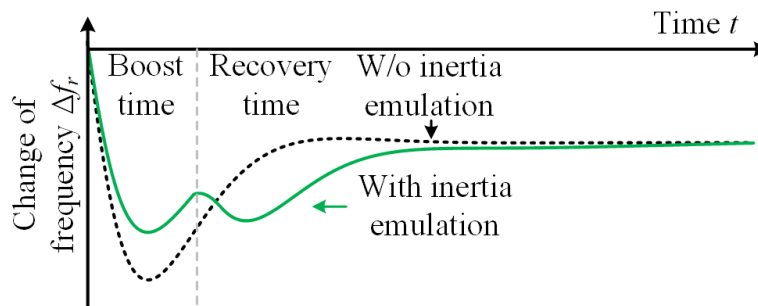 Time t
Boost
time
Recovery
time
W/o inertia
emulation
Change of
frequency Δfr
With inertia
emulation